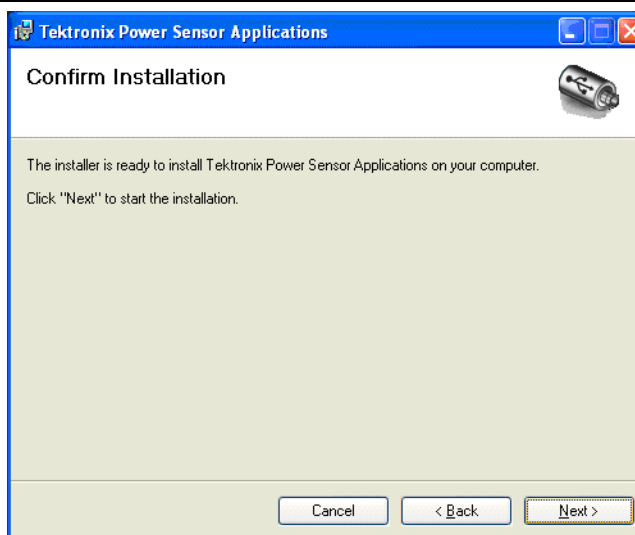 Tektronix Power Sensor Applications
Confirm Installation
The installer is ready to install Tektronix Power Sensor Applications on your computer.
Click "Next" to start the installation.
Cancel
< Back
Next >